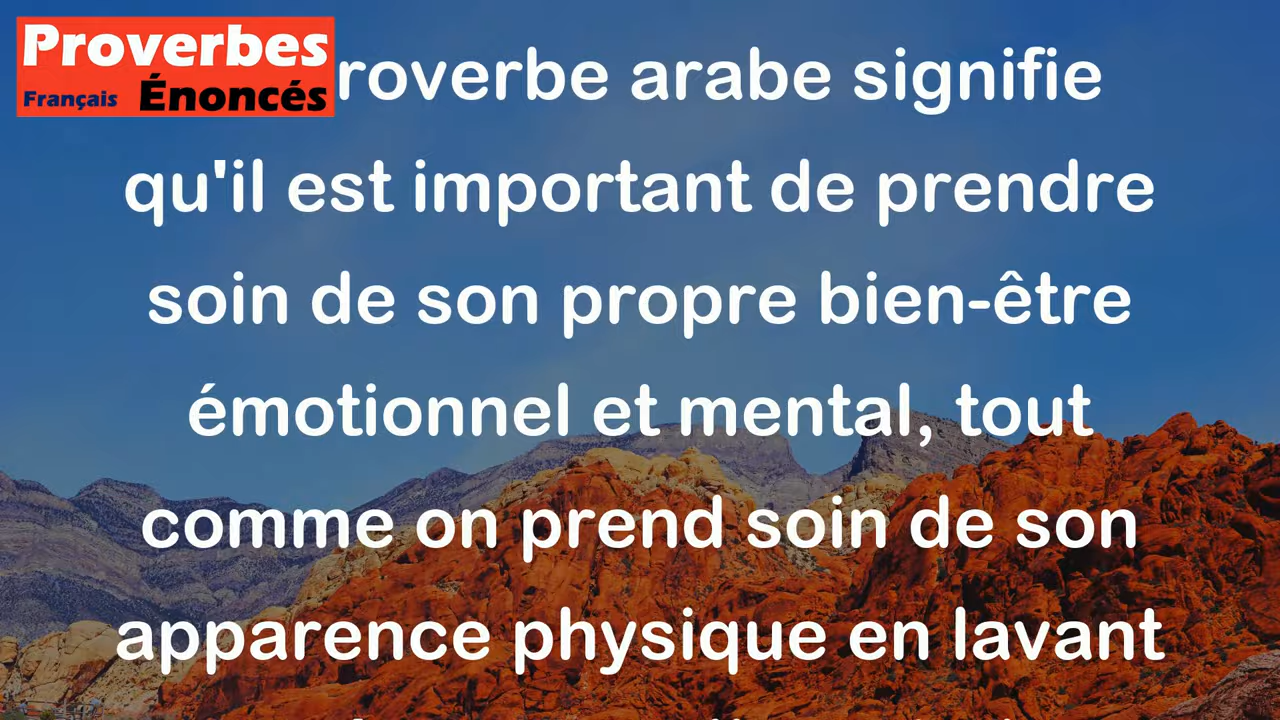 Proverbes
Français Énoncés
roverbe arabe signifie
qu'il est important de prendre
soin de son propre bien-être
émotionnel et mental, tout
comme on prend soin de son
apparence physique en lavant